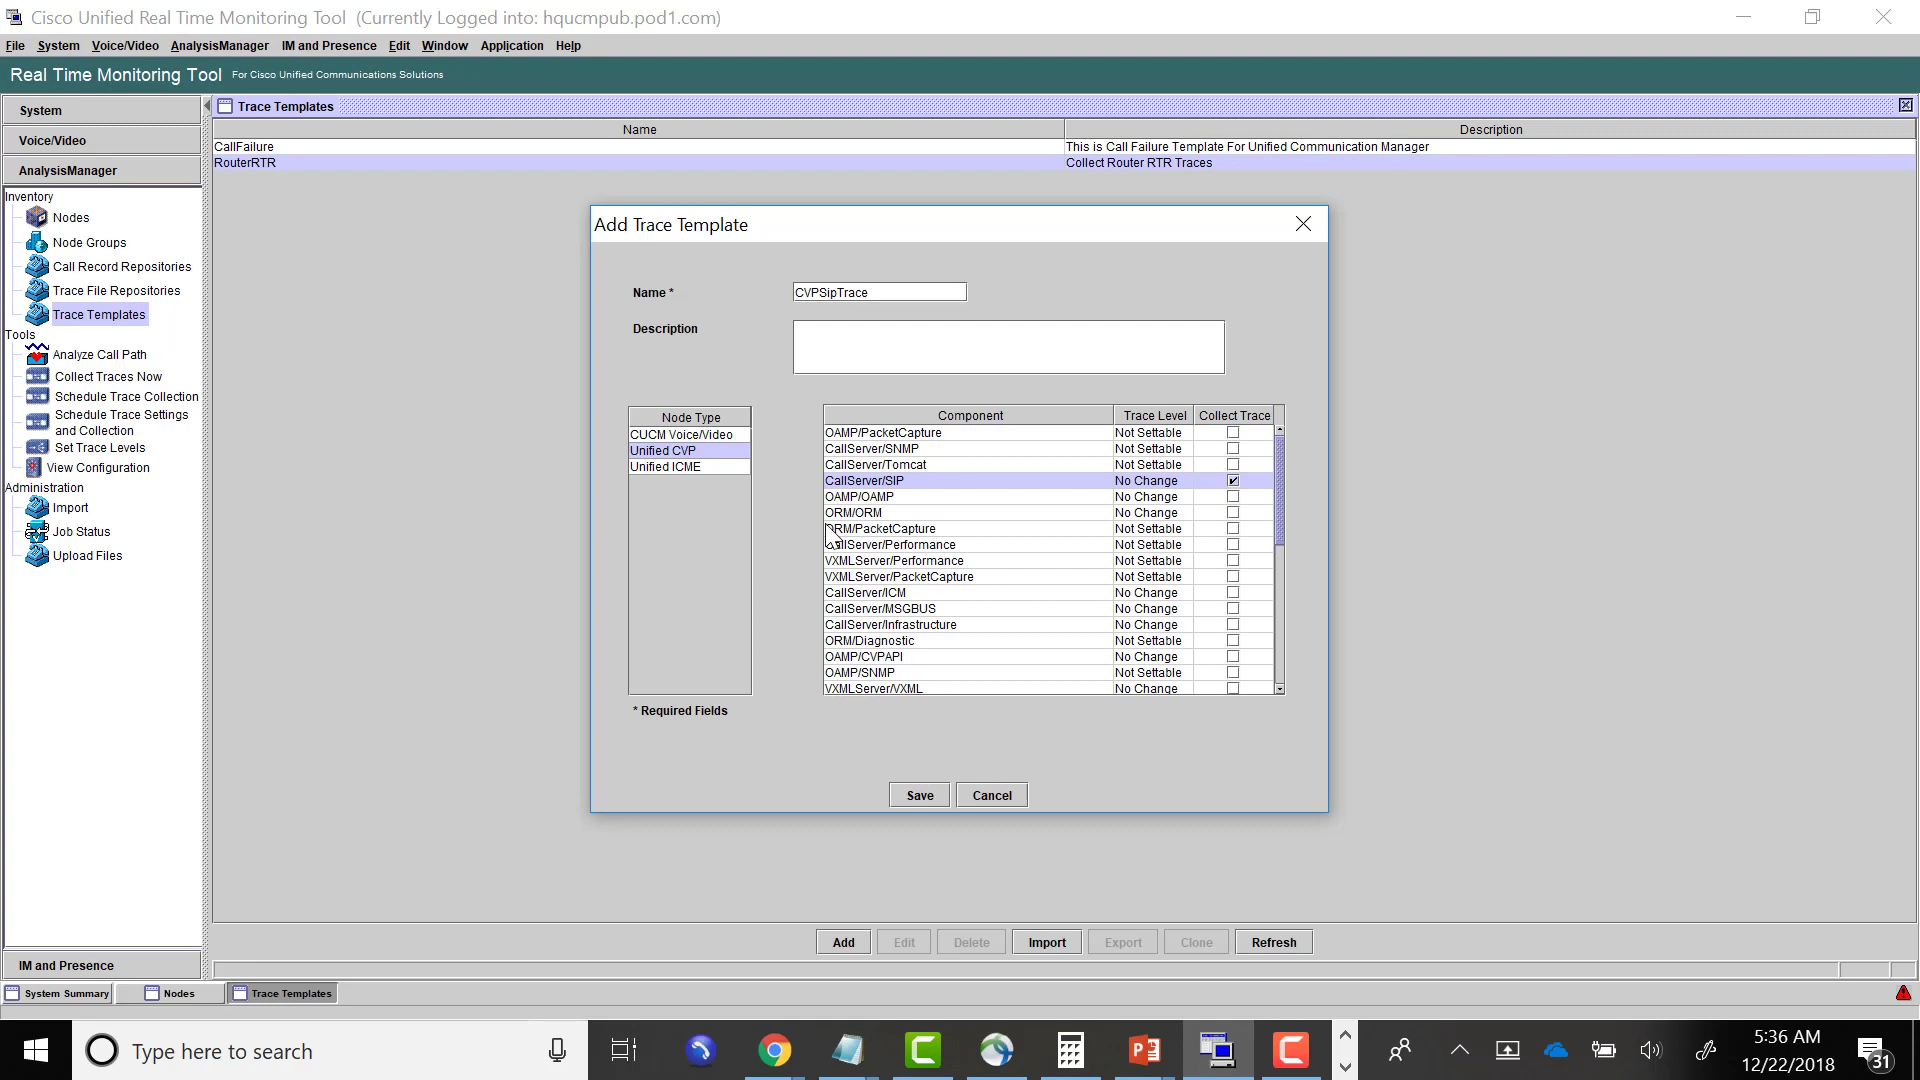 Cisco Unified Real Time Monitoring Tool (Currently Logged into: hqucmpub.pod1.com)
File System Voice/Video AnalysisManager IM and Presence Edit Window Application Help
Real Time Monitoring Tool For Cisco Unified Communications Solutions
System
Voice/Video
AnalysisManager
Inventory
Nodes
Node Groups
Call Record Repositories
Trace File Repositories
Trace Templates
Tools
Analyze Call Path
Collect Traces Now
Schedule Trace Collection
Schedule Trace Settings
and Collection
Set Trace Levels
View Configuration
Administration
Import
Job Status
Upload Files
IM and Presence
Trace Templates
Name Description
CallFailure This is Call Failure Template For Unified Communication Manager
RouterRTR Collect Router RTR Traces
Add Trace Template
Name * CVPSipTrace
Description
Node Type
CUCM Voice/Video
Unified CVP
Unified ICME
Component Trace Level Collect Trace
OAMP/PacketCapture Not Settable
CallServer/SNMP Not Settable
CallServer/Tomcat Not Settable
CallServer/SIP No Change
OAMP/OAMP No Change
ORM/ORM No Change
ORM/PacketCapture Not Settable
CallServer/Performance Not Settable
VXMLServer/Performance Not Settable
VXMLServer/PacketCapture Not Settable
CallServer/ICM No Change
CallServer/MSGBUS No Change
CallServer/Infrastructure No Change
ORM/Diagnostic Not Settable
OAMP/CVPAPI No Change
OAMP/SNMP Not Settable
VXMLServer/VXML No Change
* Required Fields
Save Cancel
Add Edit Delete Import Export Clone Refresh
System Summary Nodes Trace Templates
Type here to search
5:36 AM
12/22/2018
31